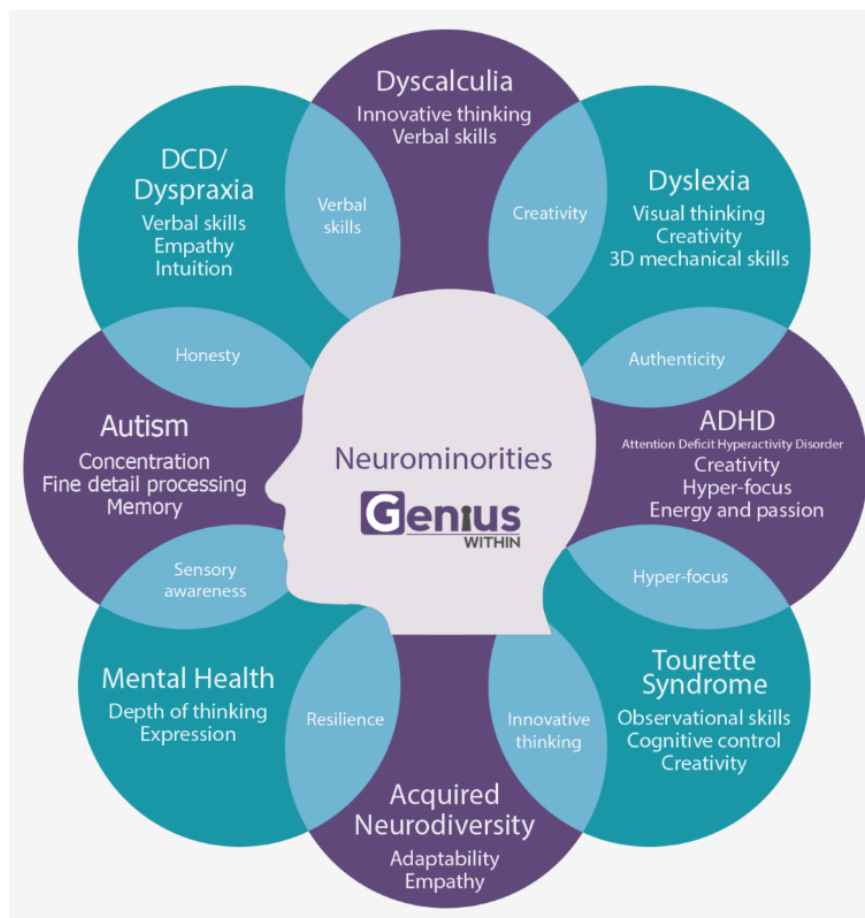 Dyscalculia
Innovative thinking
Verbal skills
Creativity
Dyslexia
Visual thinking
Creativity
3D mechanical skills
Authenticity
ADHD
Attention Deficit Hyperactivity Disorder
Creativity
Hyper-focus
Energy and passion
Hyper-focus
Tourette
Syndrome
Observational skills
Cognitive control
Creativity
Innovative
thinking
Acquired
Neurodiversity
Adaptability
Empathy
Resilience
Mental Health
Depth of thinking
Expression
Sensory
awareness
Autism
Concentration
Fine detail processing
Memory
Honesty
DCD/
Dyspraxia
Verbal skills
Empathy
Intuition
Verbal
skills
Neurominorities
Genius
WITHIN